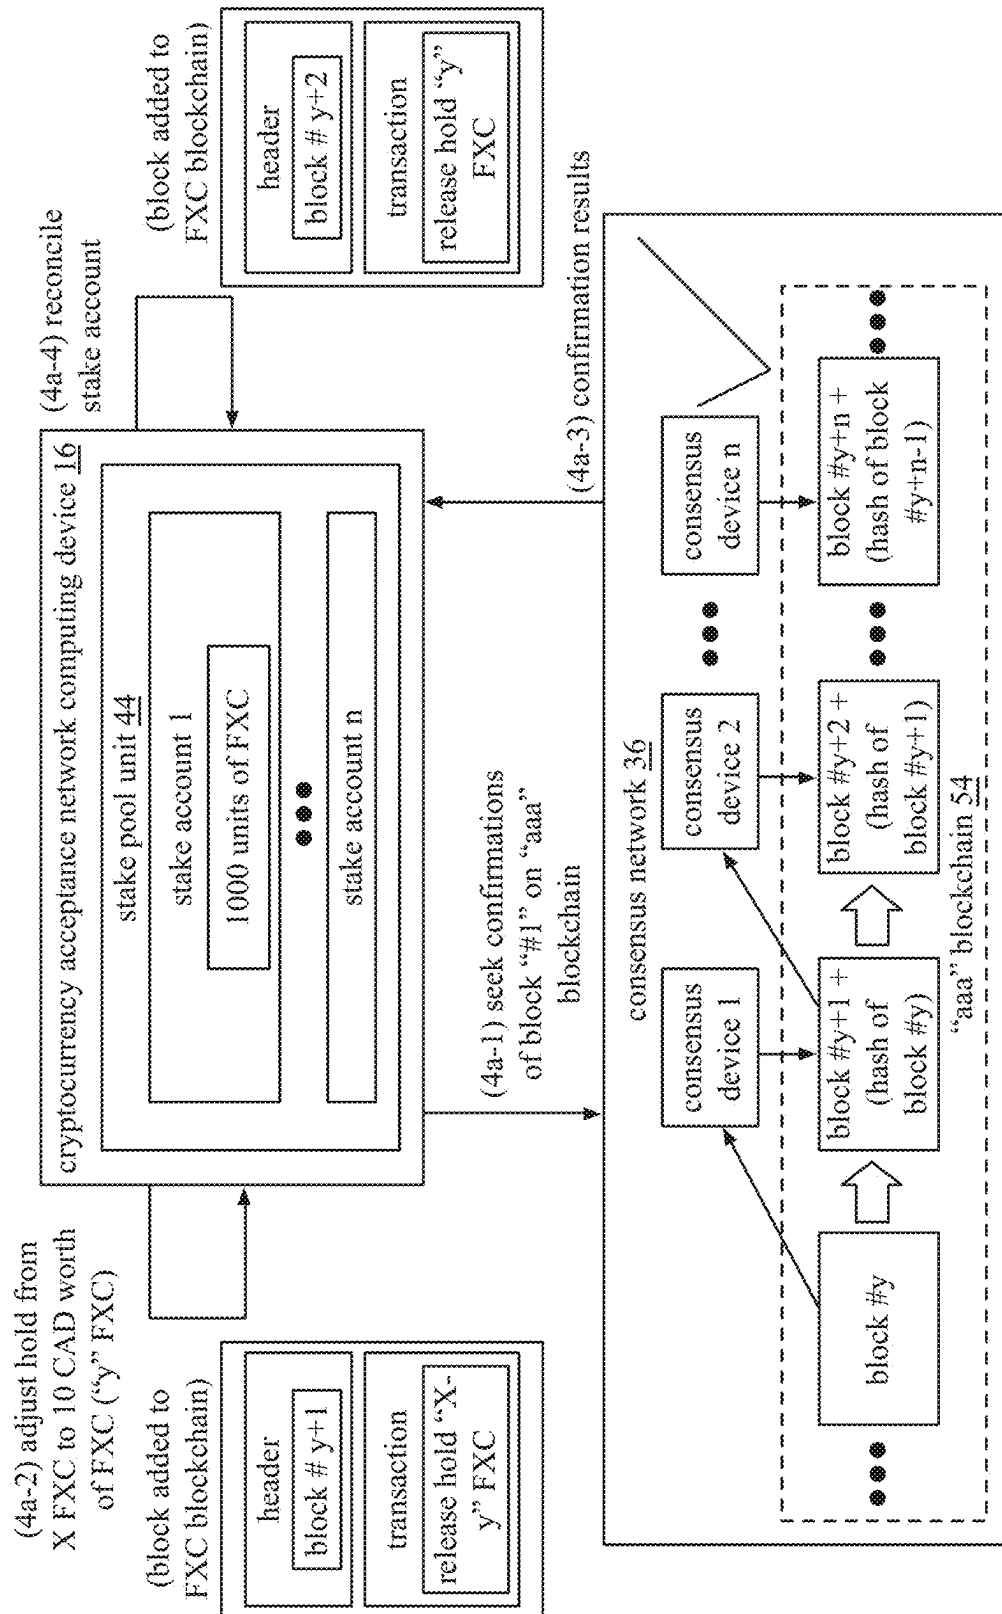 (4a-2) adjust hold from
X FXC to 10 CAD worth
of FXC (“y” FXC)
(block added to
FXC blockchain)
header
block # y+1
transaction
release hold “X-
y” FXC
cryptocurrency acceptance network computing device 16
stake pool unit 44
stake account 1
1000 units of FXC
stake account n
(4a-4) reconcile
stake account
(block added to
FXC blockchain)
header
block # y+2
transaction
release hold “y”
FXC
(4a-1) seek confirmations
of block “#1” on “aaa”
blockchain
(4a-3) confirmation results
consensus network 36
consensus
device 1
consensus
device 2
consensus
device n
block #y
block #y+1 +
(hash of
block #y)
block #y+2 +
(hash of
block #y+1)
block #y+n +
(hash of block
#y+n-1)
“aaa” blockchain 54